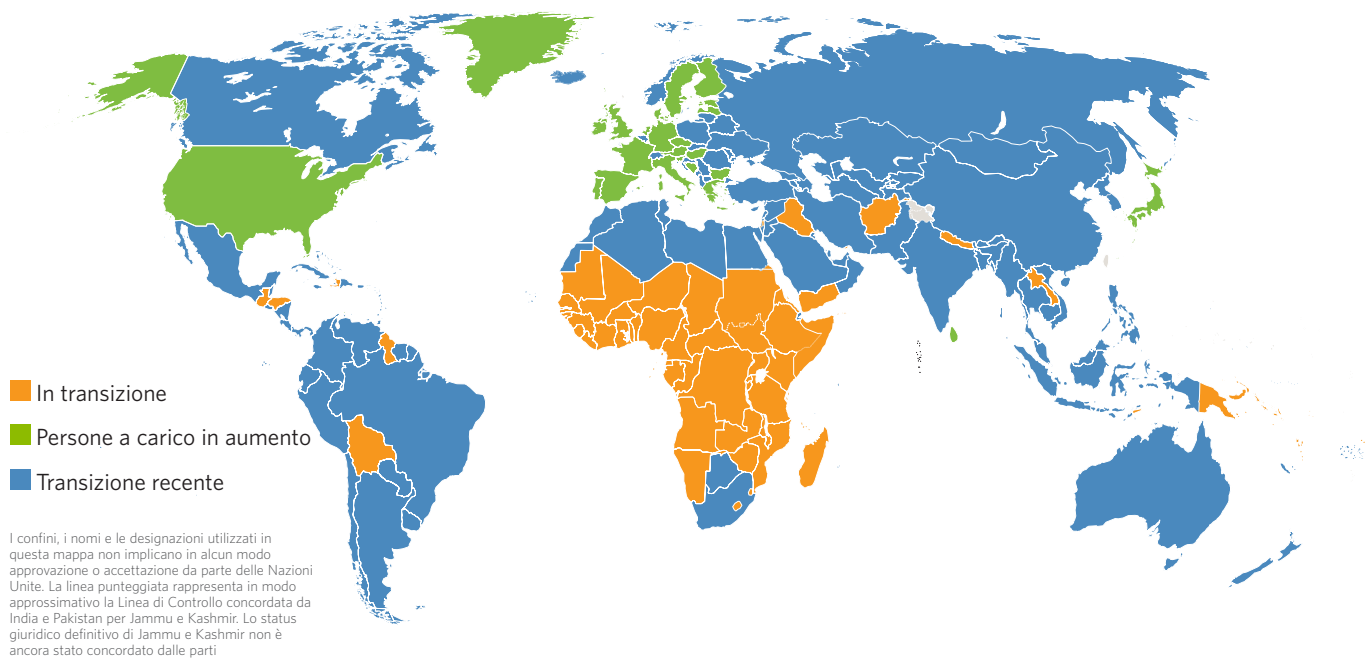 In transizione
Persone a carico in aumento
Transizione recente
I confini, i nomi e le designazioni utilizzati in
questa mappa non implicano in alcun modo
approvazione o accettazione da parte delle Nazioni
Unite. La linea punteggiata rappresenta in modo
approssimativo la Linea di Controllo concordata da
India e Pakistan per Jammu e Kashmir. Lo status
giuridico definitivo di Jammu e Kashmir non è
ancora stato concordato dalle parti